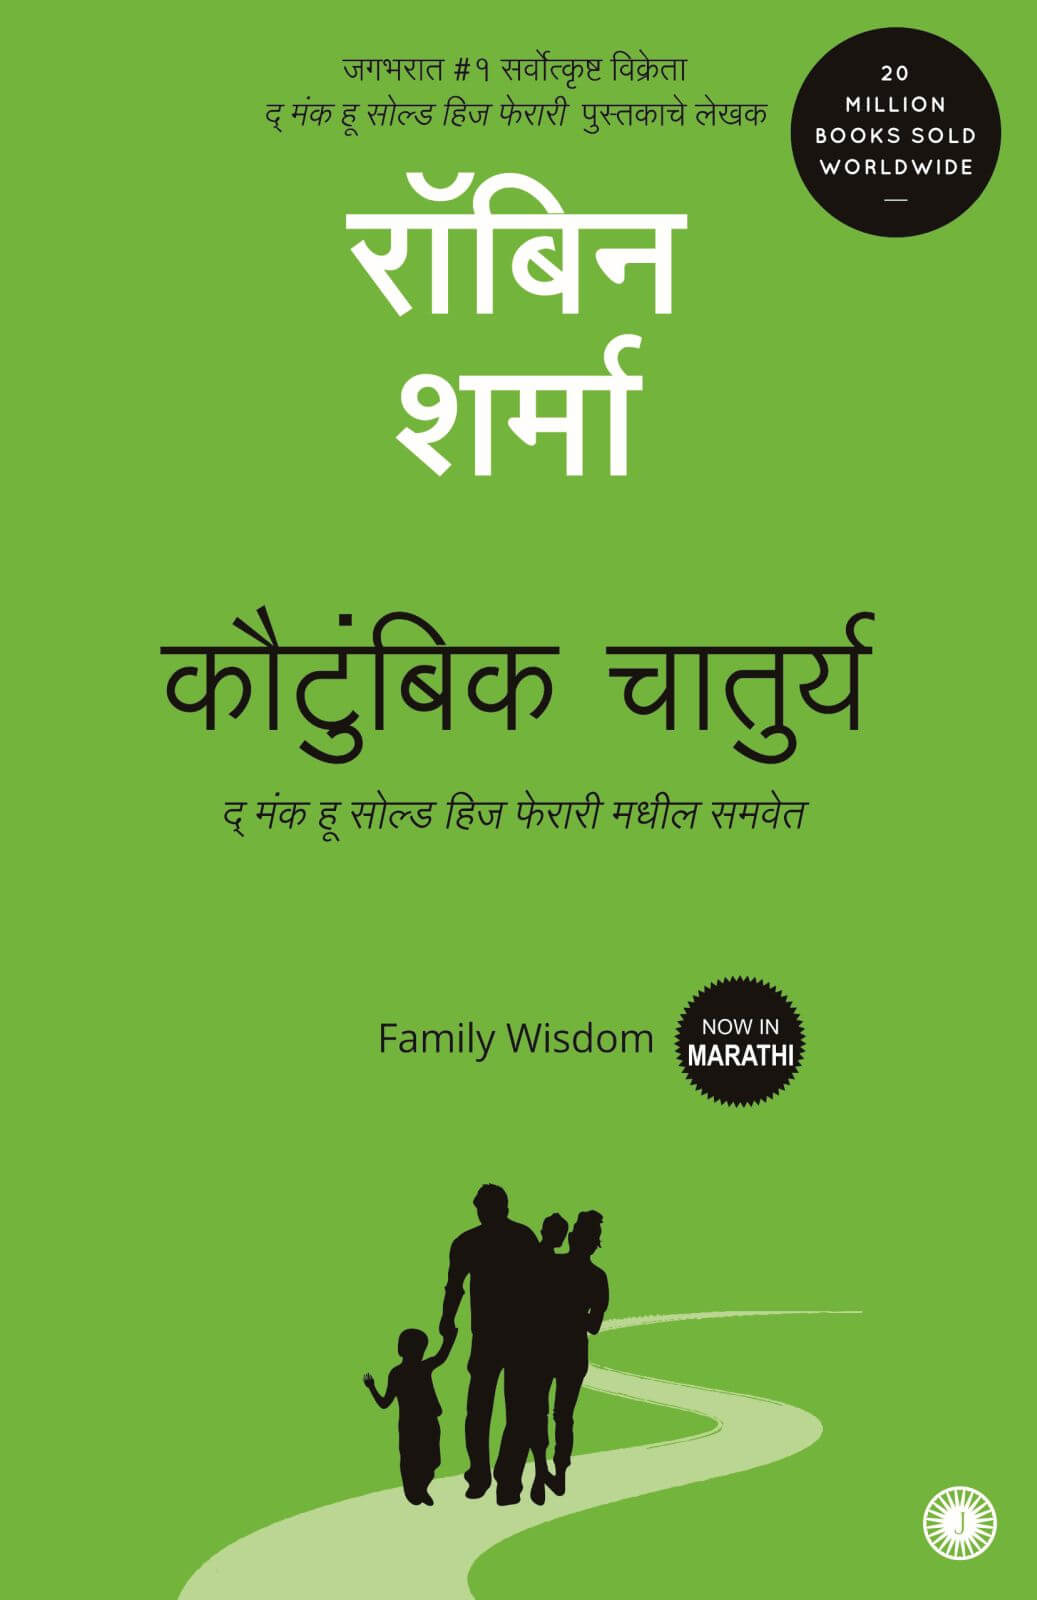 जगभरात #१ सर्वोत्कृष्ट विक्रेता
द् मंक हू सोल्ड हिज फेरारी पुस्तकाचे लेखक
20
MILLION
BOOKS SOLD
WORLDWIDE
रॉबिन
शर्मा
कौटुंबिक चातुर्य
द् मंक हू सोल्ड हिज फेरारी मधील समवेत
Family Wisdom
NOW IN
MARATHI
J